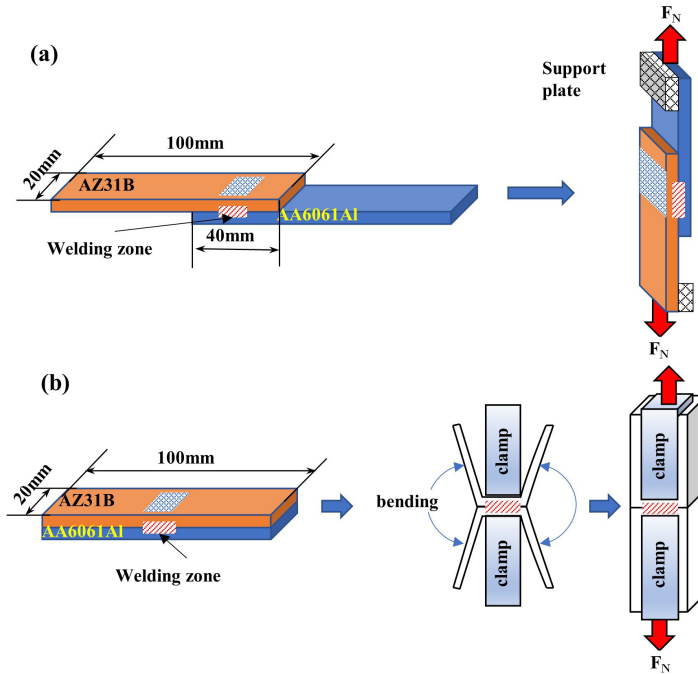 (a)
F_N
Support
plate
100mm
20mm
AZ31B
AA6061Al
Welding zone
40mm
F_N
(b)
100mm
20mm
AZ31B
AA6061Al
Welding zone
bending
clamp
clamp
clamp
clamp
F_N